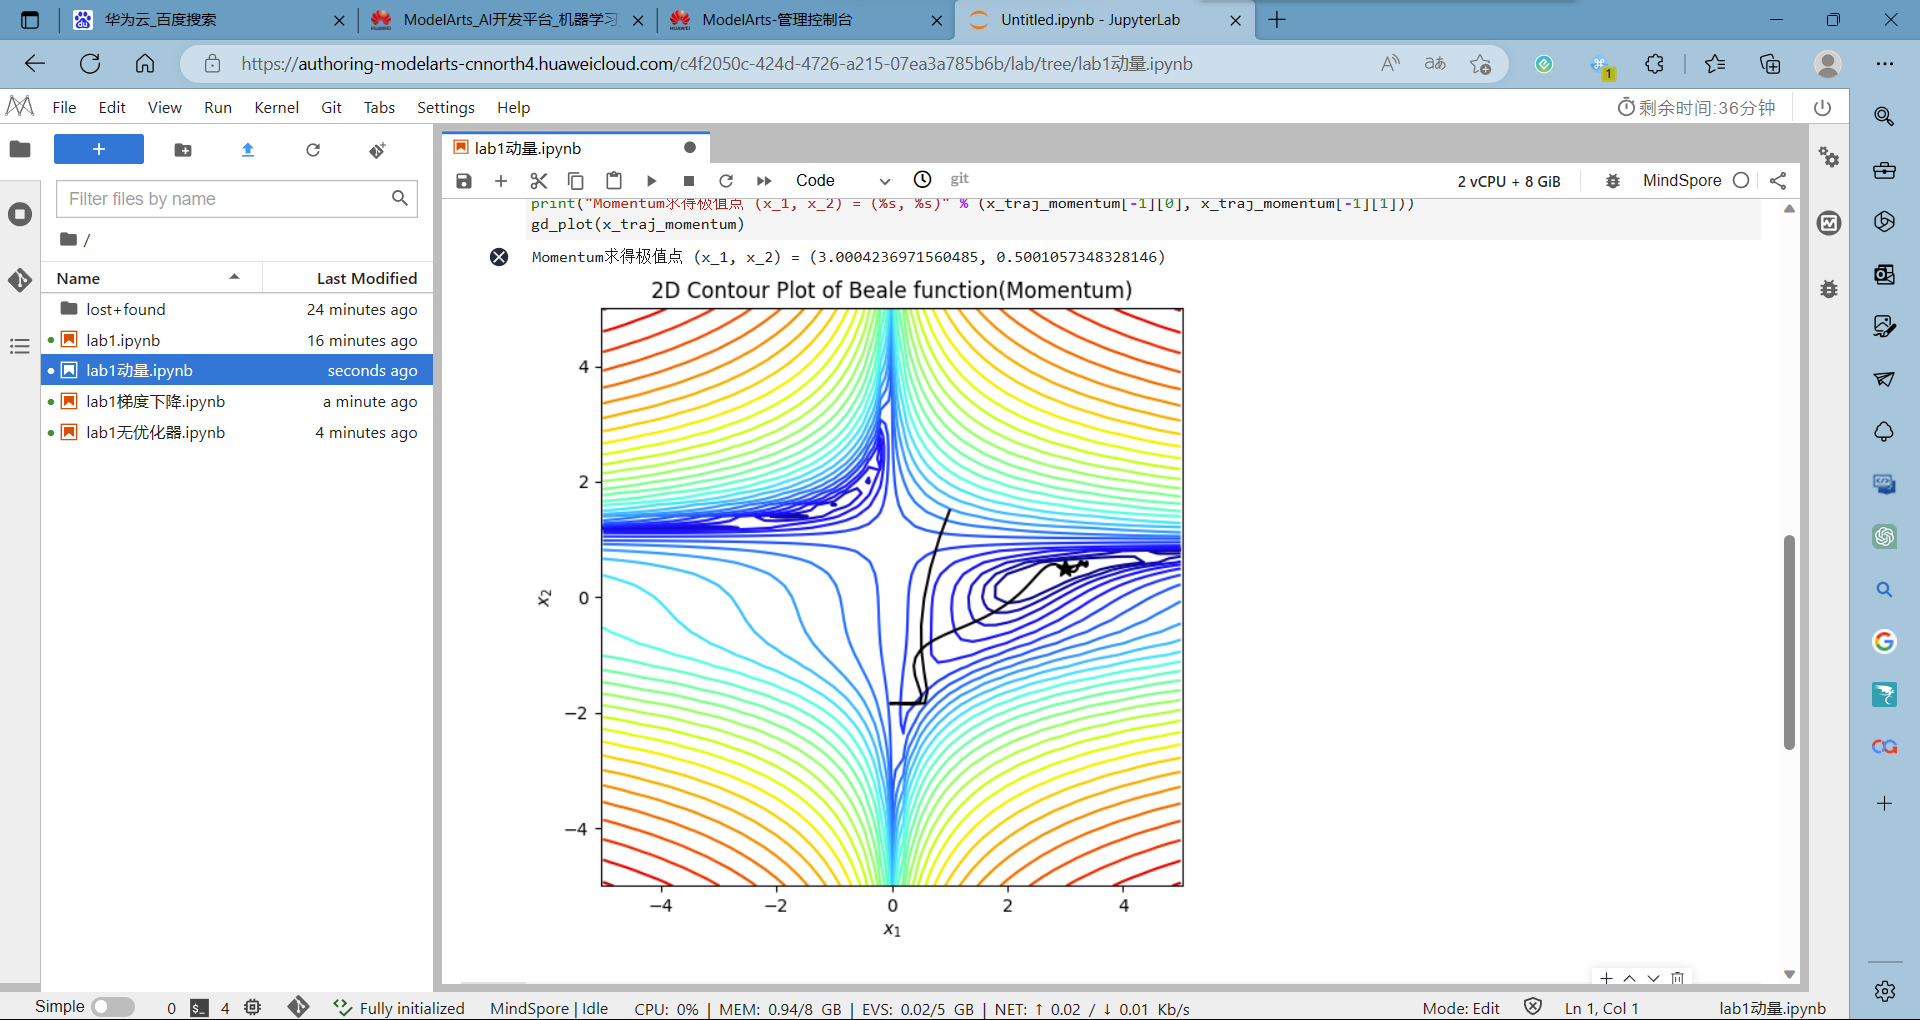 华为云_百度搜索
ModelArts_AI开发平台_机器学习
ModelArts-管理控制台
Untitled.ipynb - JupyterLab
https://authoring-modelarts-cnnorth4.huaweicloud.com/c4f2050c-424d-4726-a215-07ea3a785b6b/lab/tree/lab1动量.ipynb
1
File Edit View Run Kernel Git Tabs Settings Help
剩余时间:36分钟
Filter files by name
/
Name Last Modified
lost+found 24 minutes ago
lab1.ipynb 16 minutes ago
lab1动量.ipynb seconds ago
lab1梯度下降.ipynb a minute ago
lab1无优化器.ipynb 4 minutes ago
lab1动量.ipynb
Code
git
2 vCPU + 8 GiB
MindSpore
print("Momentum求得极值点 (x_1, x_2) = (%s, %s)" % (x_traj_momentum[-1][0], x_traj_momentum[-1][1]))
gd_plot(x_traj_momentum)
Momentum求得极值点 (x_1, x_2) = (3.0004236971560485, 0.5001057348328146)
2D Contour Plot of Beale function(Momentum)
4
2
0
−2
−4
x2
−4 −2 0 2 4
x1
Simple
0
4
Fully initialized
MindSpore | Idle
CPU: 0% | MEM: 0.94/8 GB | EVS: 0.02/5 GB | NET: ↑ 0.02 / ↓ 0.01 Kb/s
Mode: Edit
Ln 1, Col 1
lab1动量.ipynb